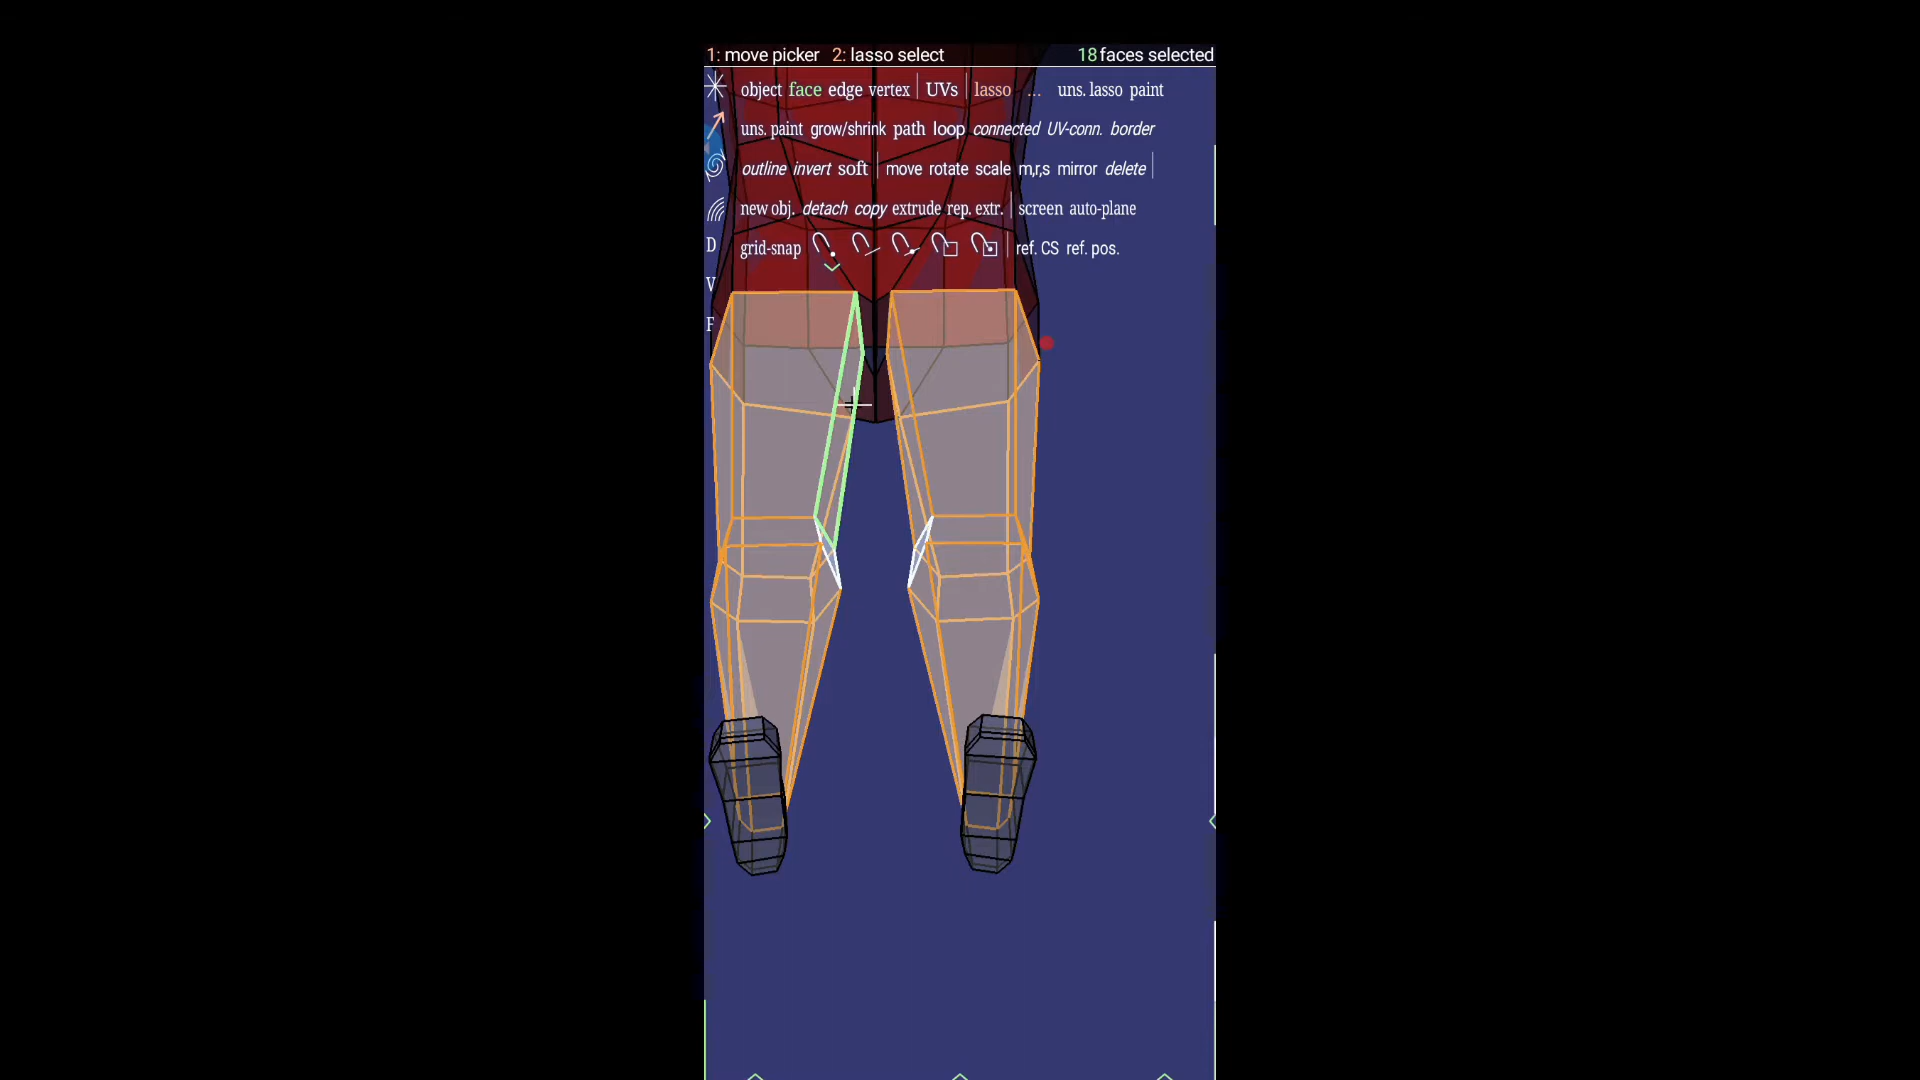 1: move picker 2: lasso select 18 faces selected
object face edge vertex UVs lasso ... uns. lasso paint
uns. paint grow/shrink path loop connected UV-conn. border
outline invert soft move rotate scale m,r,s mirror delete
new obj. detach copy extrude rep. extr. screen auto-plane
D grid-snap ref. CS ref. pos.
V
F